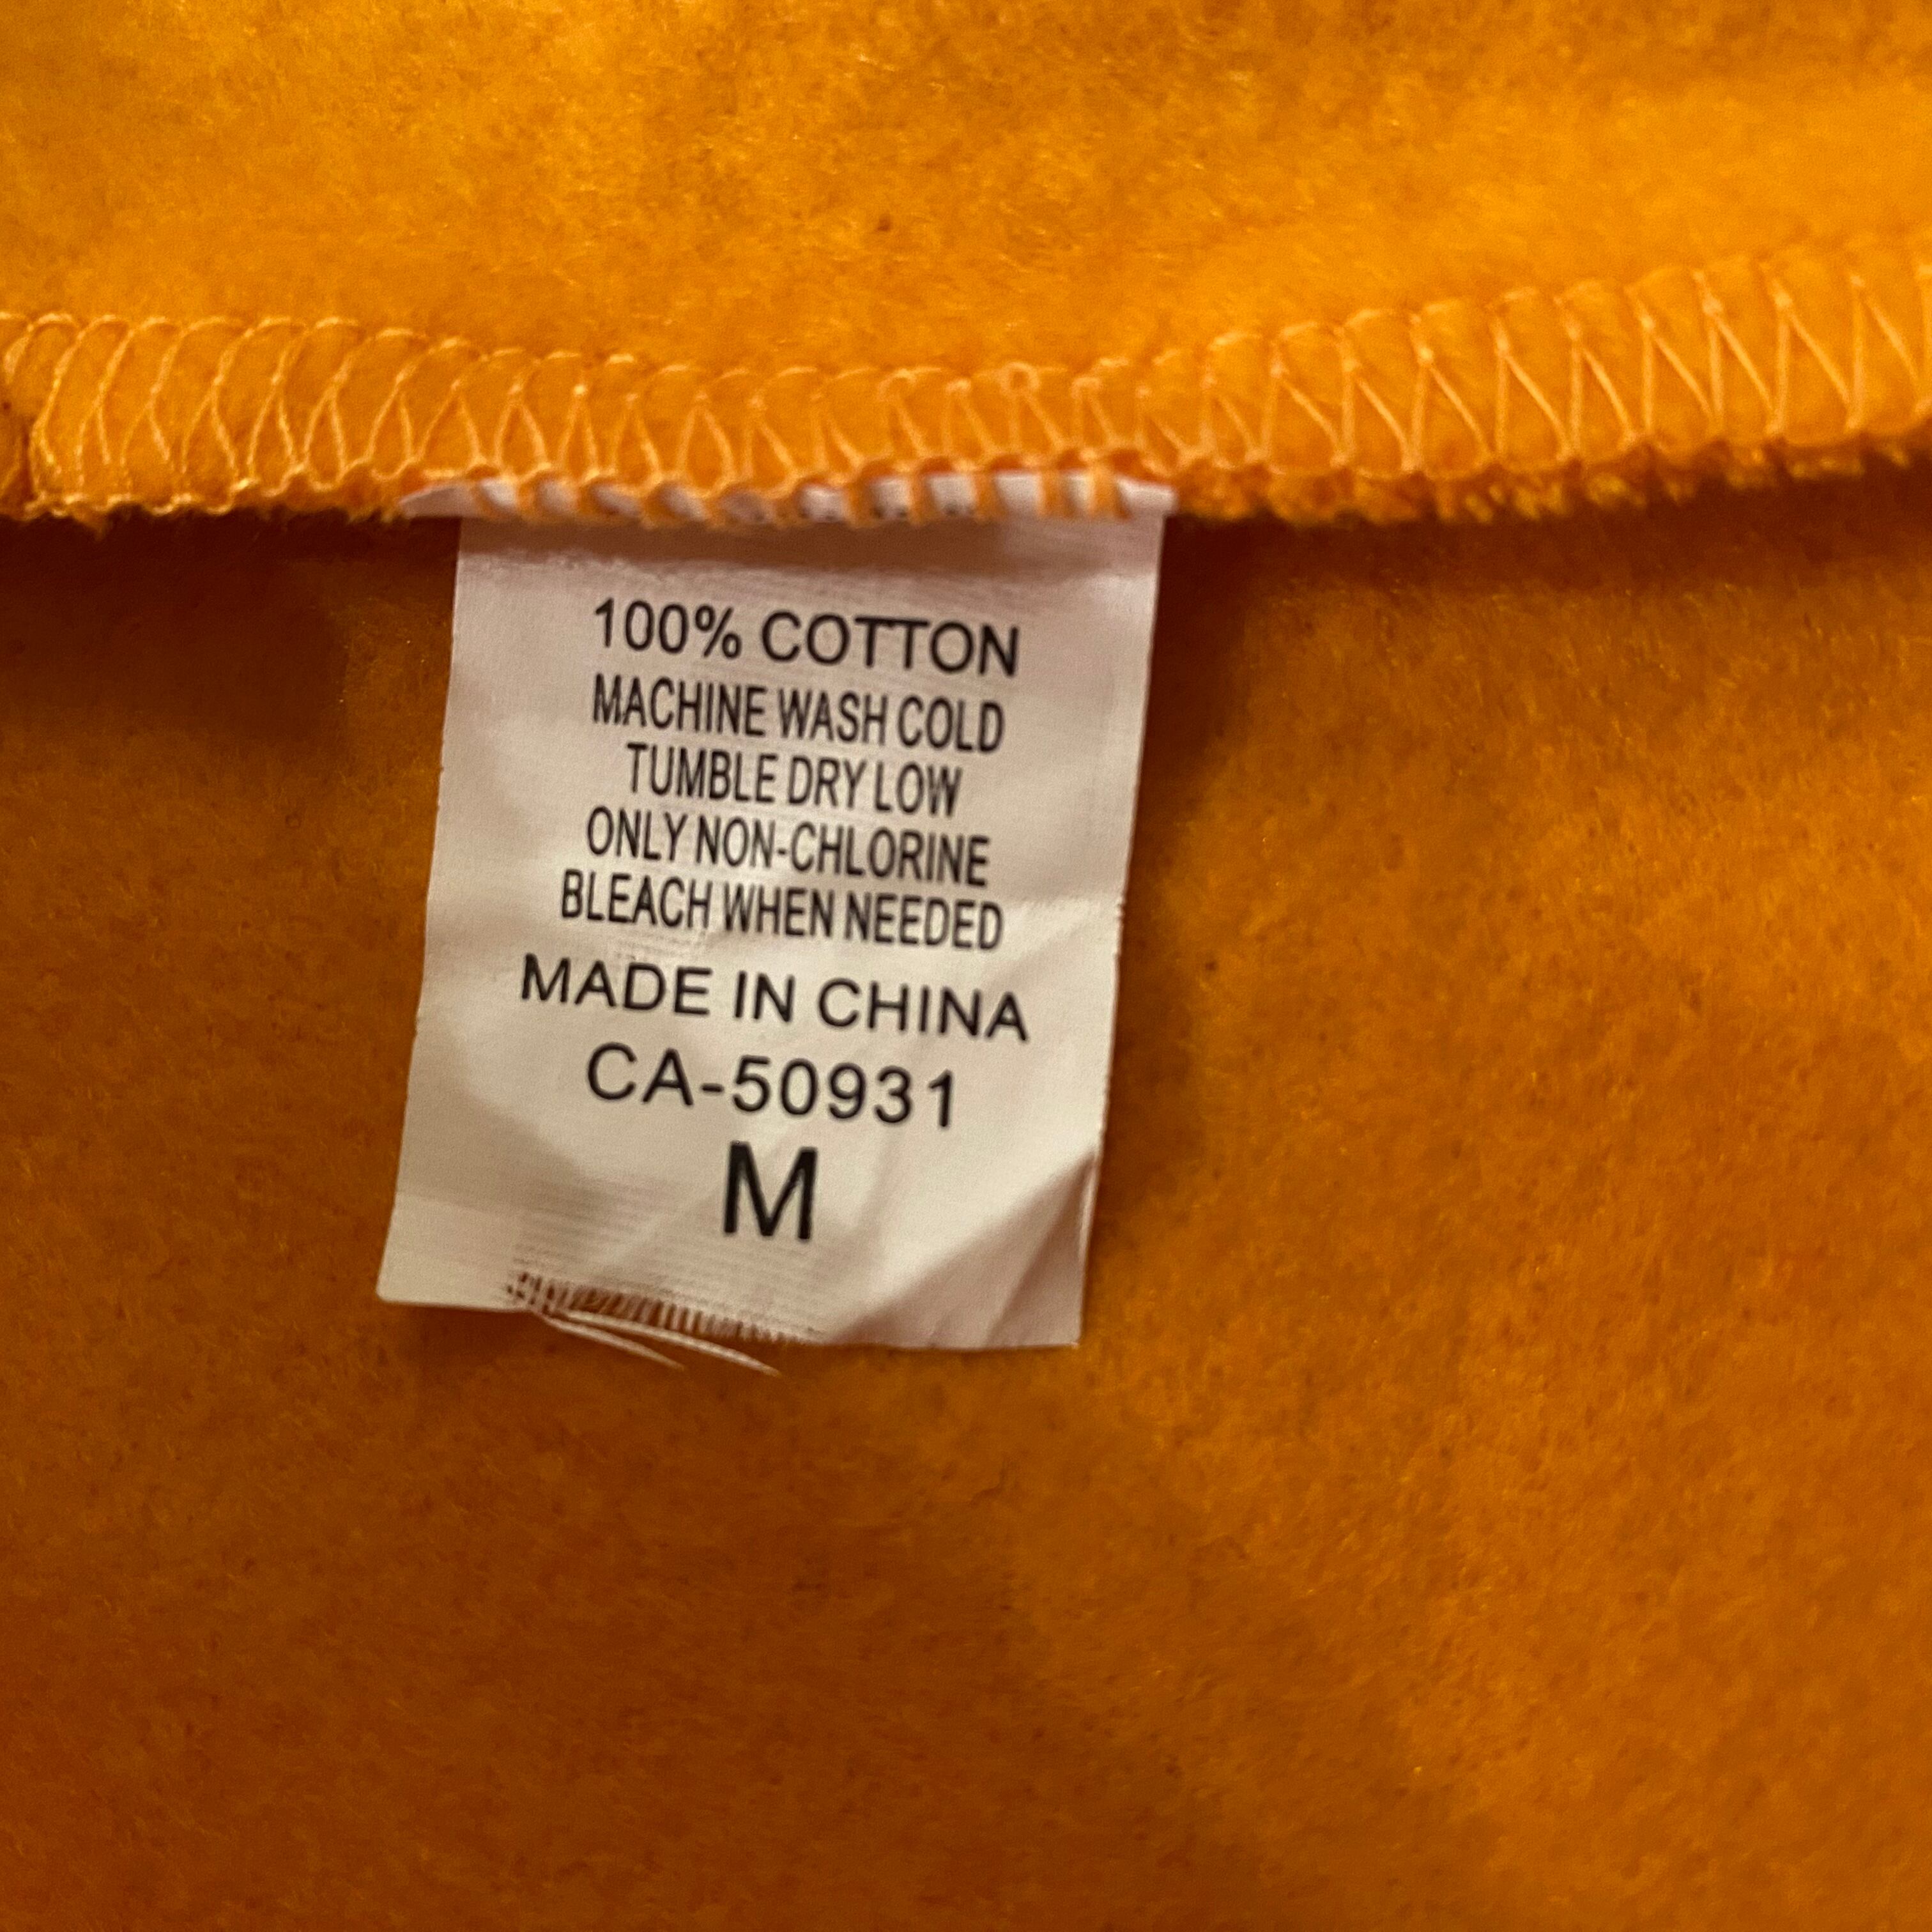 100% COTTON
MACHINE WASH COLD
TUMBLE DRY LOW
ONLY NON-CHLORINE
BLEACH WHEN NEEDED
MADE IN CHINA
CA-50931
M